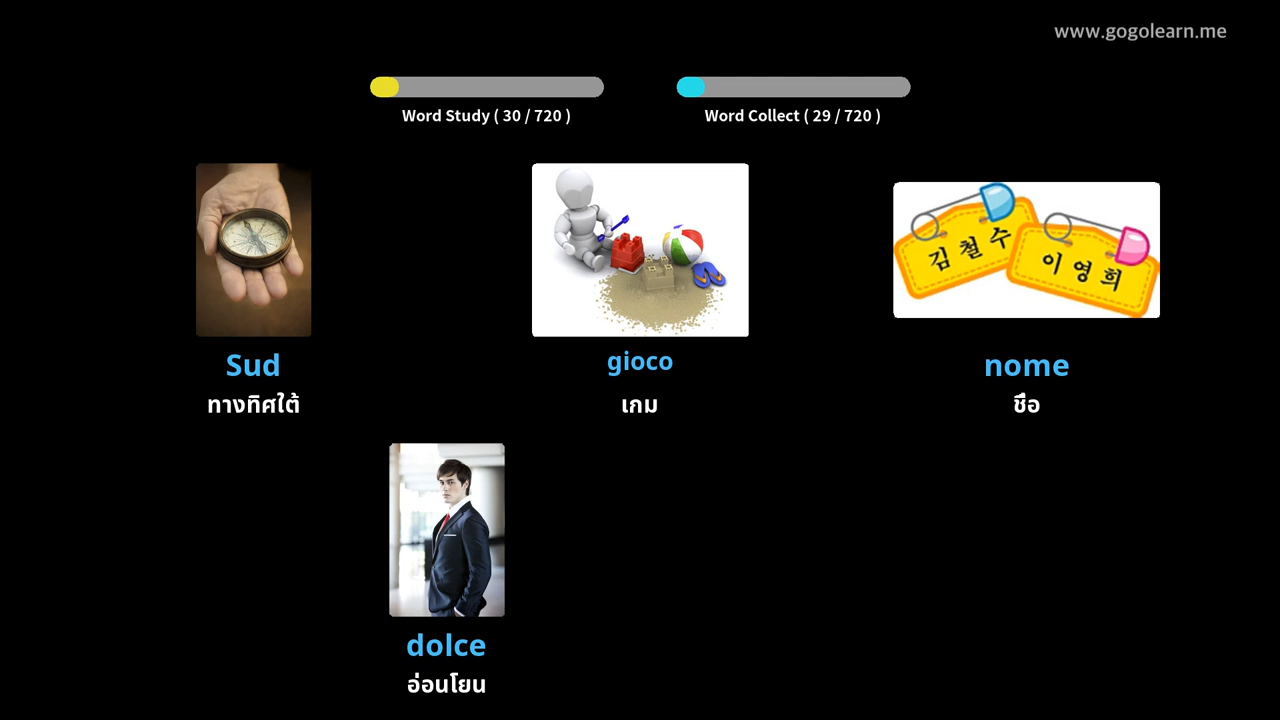 www.gogolearn.me
Word Study ( 30 / 720 )
Word Collect ( 29 / 720 )
김철수
이영희
Sud
ทางทิศใต้
gioco
เกม
nome
ชื่อ
dolce
อ่อนโยน